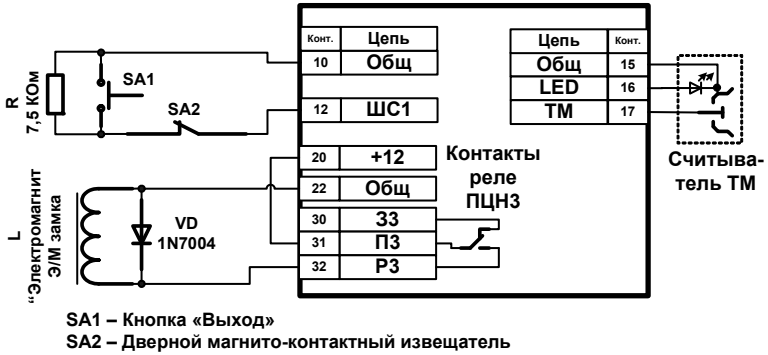 Конт. Цепь
10 Общ
12 ШС1
20 +12
22 Общ
30 З3
31 П3
32 Р3
Цепь Конт.
Общ 15
LED 16
ТМ 17
R
7,5 КОм
SA1
SA2
VD
1N7004
L
“Электромагнит
Э/М замка
Контакты
реле
ПЦН3
Считыва-
тель ТМ
SA1 – Кнопка «Выход»
SA2 – Дверной магнито-контактный извещатель